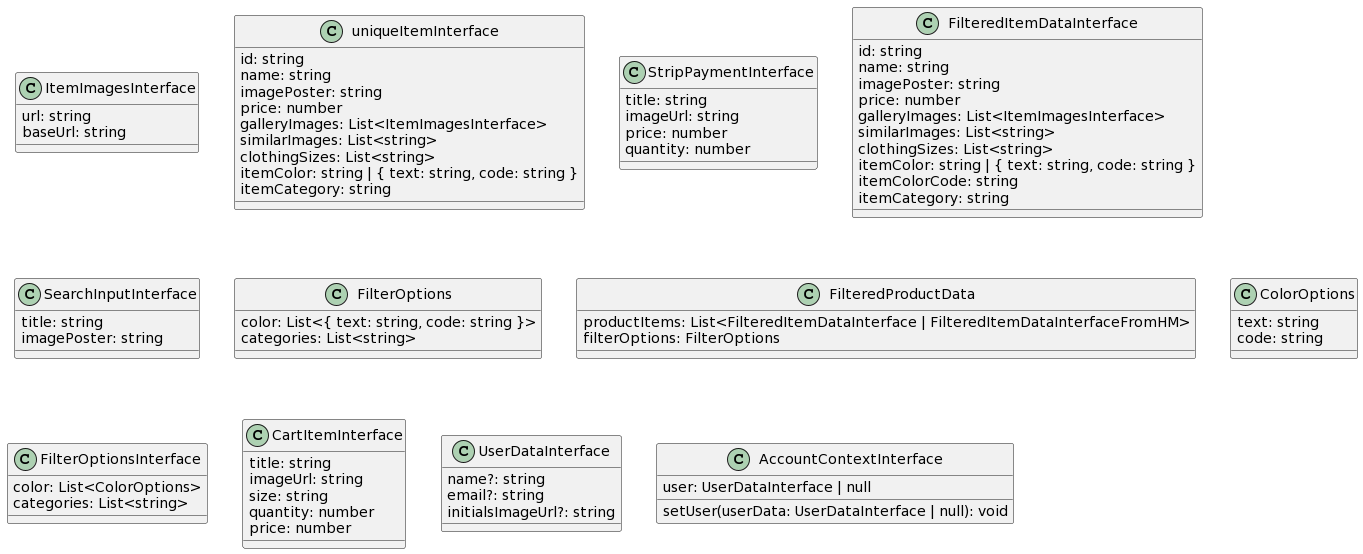 C ItemImagesInterface
url: string
baseUrl: string
C uniqueItemInterface
id: string
name: string
imagePoster: string
price: number
galleryImages: List<ItemImagesInterface>
similarImages: List<string>
clothingSizes: List<string>
itemColor: string | { text: string, code: string }
itemCategory: string
C StripPaymentInterface
title: string
imageUrl: string
price: number
quantity: number
C FilteredItemDataInterface
id: string
name: string
imagePoster: string
price: number
galleryImages: List<ItemImagesInterface>
similarImages: List<string>
clothingSizes: List<string>
itemColor: string | { text: string, code: string }
itemColorCode: string
itemCategory: string
C SearchInputInterface
title: string
imagePoster: string
C FilterOptions
color: List<{ text: string, code: string }>
categories: List<string>
C FilteredProductData
productItems: List<FilteredItemDataInterface | FilteredItemDataInterfaceFromHM>
filterOptions: FilterOptions
C ColorOptions
text: string
code: string
C FilterOptionsInterface
color: List<ColorOptions>
categories: List<string>
C CartItemInterface
title: string
imageUrl: string
size: string
quantity: number
price: number
C UserDataInterface
name?: string
email?: string
initialsImageUrl?: string
C AccountContextInterface
user: UserDataInterface | null
setUser(userData: UserDataInterface | null): void